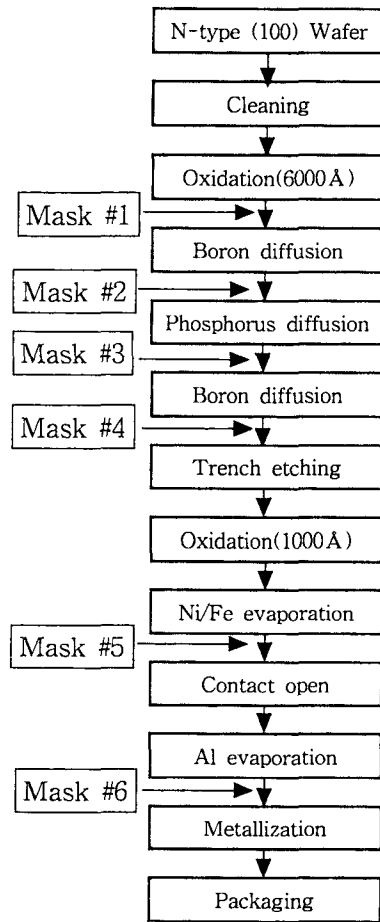 N-type (100) Wafer
Cleaning
Oxidation(6000Å)
Mask #1
Boron diffusion
Mask #2
Phosphorus diffusion
Mask #3
Boron diffusion
Mask #4
Trench etching
Oxidation(1000Å)
Ni/Fe evaporation
Mask #5
Contact open
Al evaporation
Mask #6
Metallization
Packaging